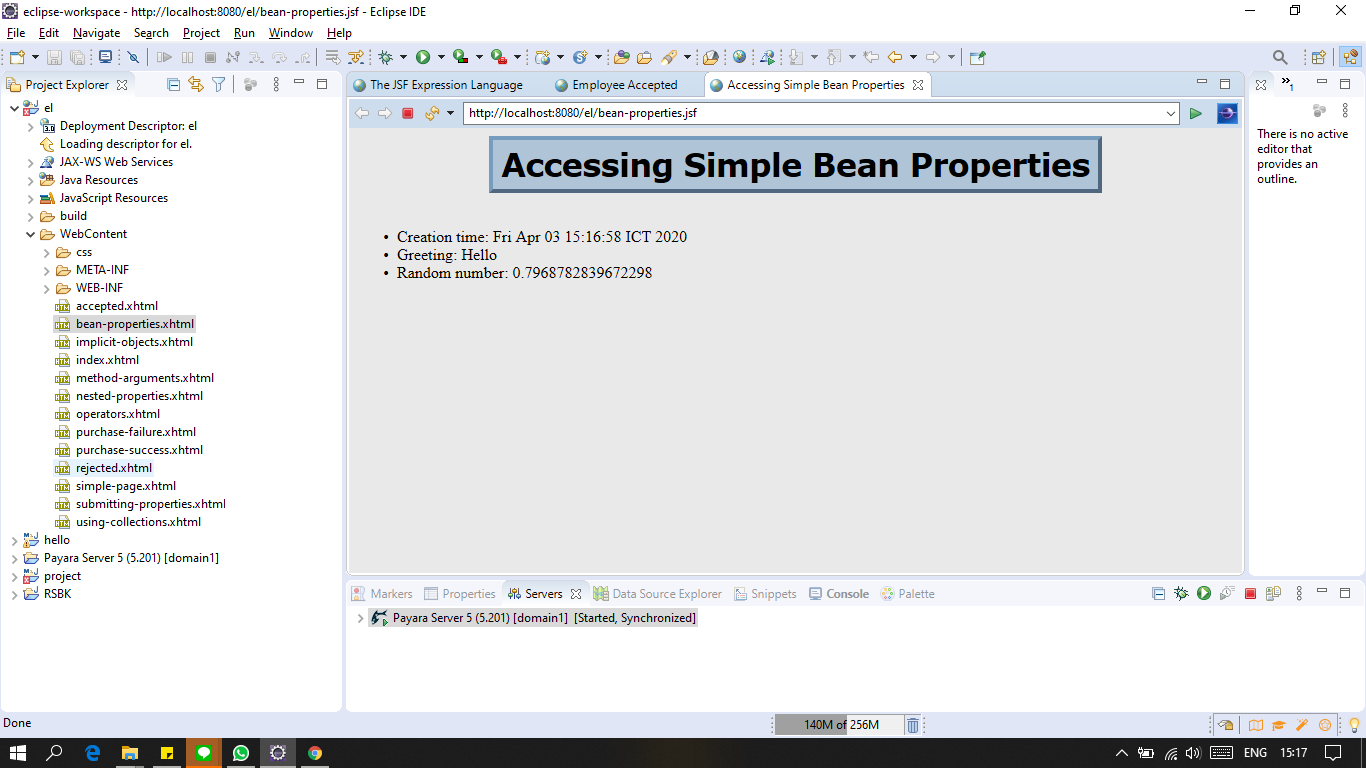 eclipse-workspace - http://localhost:8080/el/bean-properties.jsf - Eclipse IDE
File Edit Navigate Search Project Run Window Help
Project Explorer
el
Deployment Descriptor: el
Loading descriptor for el.
JAX-WS Web Services
Java Resources
JavaScript Resources
build
WebContent
css
META-INF
WEB-INF
accepted.xhtml
bean-properties.xhtml
implicit-objects.xhtml
index.xhtml
method-arguments.xhtml
nested-properties.xhtml
operators.xhtml
purchase-failure.xhtml
purchase-success.xhtml
rejected.xhtml
simple-page.xhtml
submitting-properties.xhtml
using-collections.xhtml
hello
Payara Server 5 (5.201) [domain1]
project
RSBK
The JSF Expression Language Employee Accepted Accessing Simple Bean Properties
http://localhost:8080/el/bean-properties.jsf
Accessing Simple Bean Properties
• Creation time: Fri Apr 03 15:16:58 ICT 2020
• Greeting: Hello
• Random number: 0.7968782839672298
»1
There is no active
editor that
provides an
outline.
Markers Properties Servers Data Source Explorer Snippets Console Palette
Payara Server 5 (5.201) [domain1] [Started, Synchronized]
Done
140M of 256M
ENG 15:17